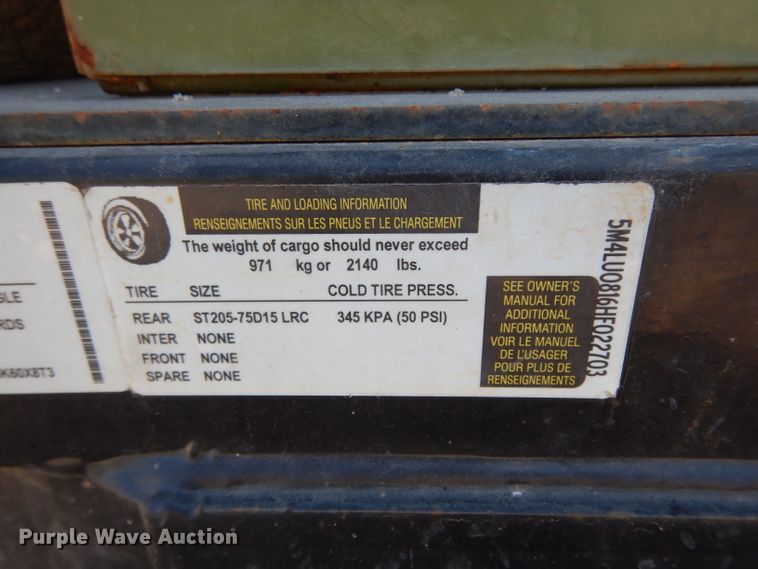 TIRE AND LOADING INFORMATION
RENSEIGNEMENTS SUR LES PNEUS ET LE CHARGEMENT
The weight of cargo should never exceed
971 kg or 2140 lbs.
TIRE SIZE COLD TIRE PRESS.
REAR ST205-75D15 LRC 345 KPA (50 PSI)
INTER NONE
FRONT NONE
SPARE NONE
SEE OWNER'S
MANUAL FOR
ADDITIONAL
INFORMATION
VOIR LE MANUEL
DE L'USAGER
POUR PLUS DE
RENSEIGNEMENTS
5M4LU0816HF022703
Purple Wave Auction